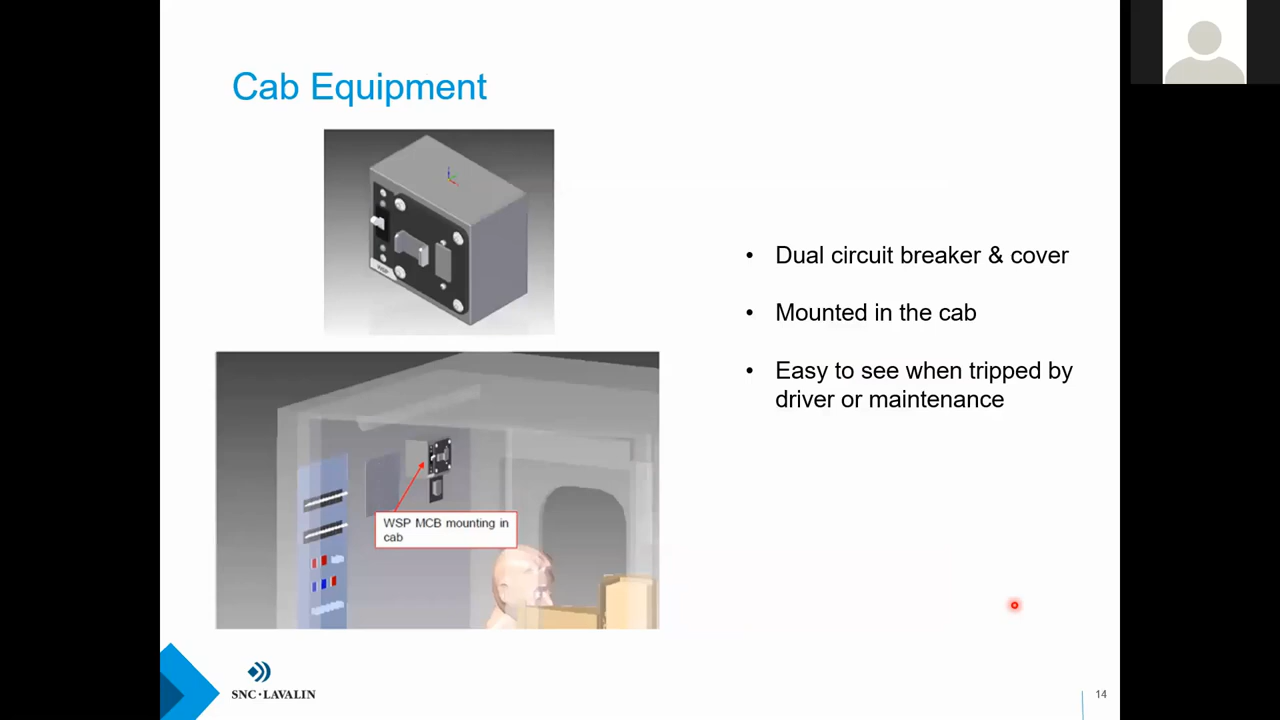 Cab Equipment
WSP
• Dual circuit breaker & cover
• Mounted in the cab
• Easy to see when tripped by
driver or maintenance
WSP MCB mounting in
cab
SNC • LAVALIN
14